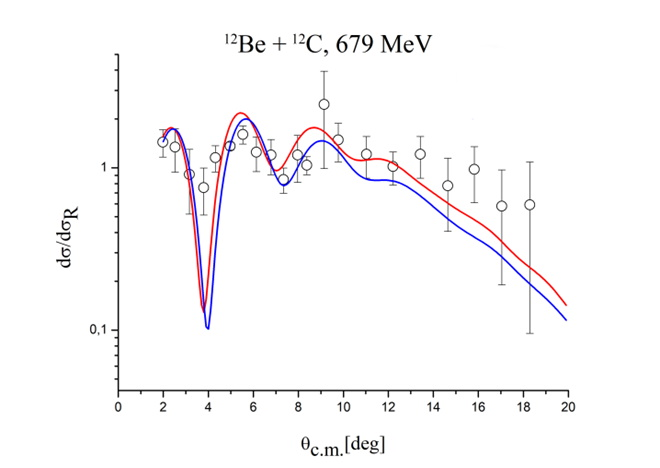 ¹²Be + ¹²C, 679 MeV
dσ/dσR
1
0,1
0 2 4 6 8 10 12 14 16 18 20
θc.m.[deg]